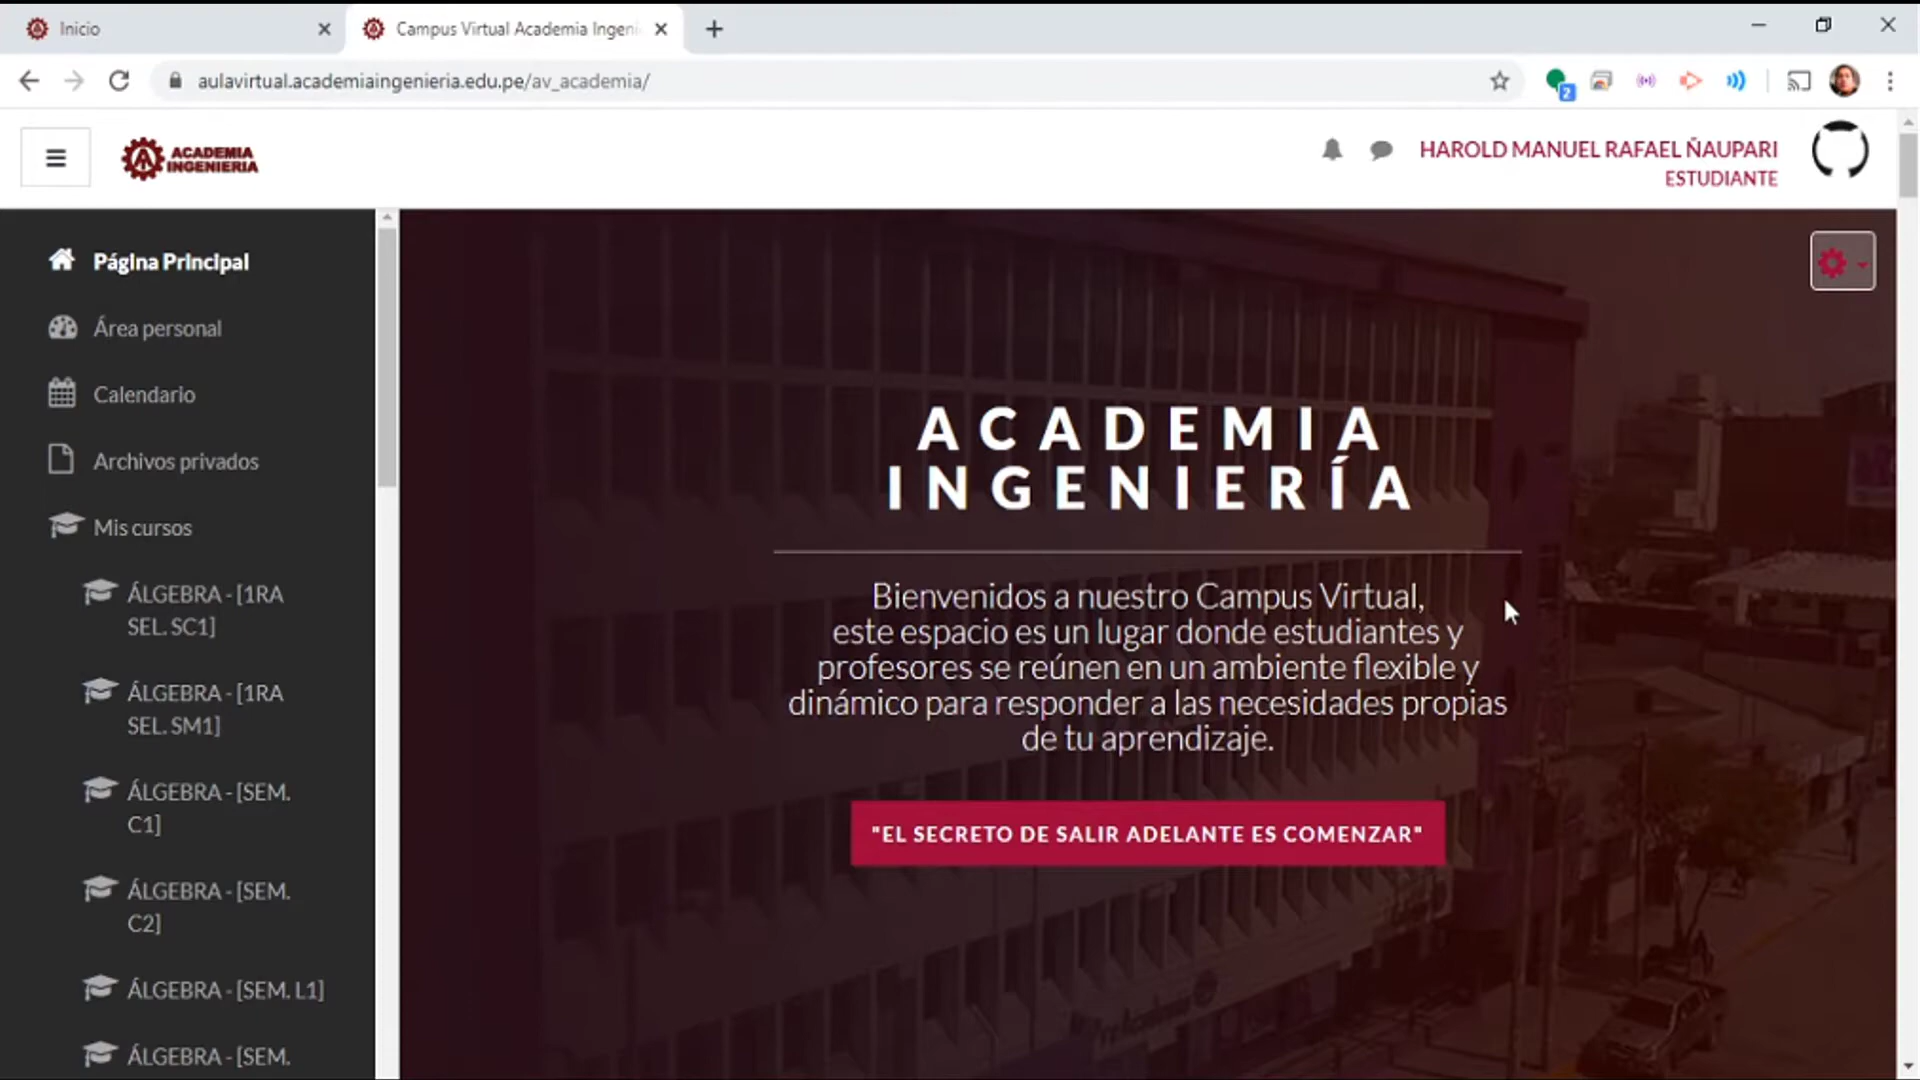 Inicio
Campus Virtual Academia Ingeni
aulavirtual.academiaingenieria.edu.pe/av_academia/
2
ACADEMIA
INGENIERIA
HAROLD MANUEL RAFAEL ÑAUPARI
ESTUDIANTE
Página Principal
Área personal
Calendario
Archivos privados
Mis cursos
ÁLGEBRA - [1RA
SEL. SC1]
ÁLGEBRA - [1RA
SEL. SM1]
ÁLGEBRA - [SEM.
C1]
ÁLGEBRA - [SEM.
C2]
ÁLGEBRA - [SEM. L1]
ÁLGEBRA - [SEM.
ACADEMIA
INGENIERÍA
Bienvenidos a nuestro Campus Virtual,
este espacio es un lugar donde estudiantes y
profesores se reúnen en un ambiente flexible y
dinámico para responder a las necesidades propias
de tu aprendizaje.
"EL SECRETO DE SALIR ADELANTE ES COMENZAR"